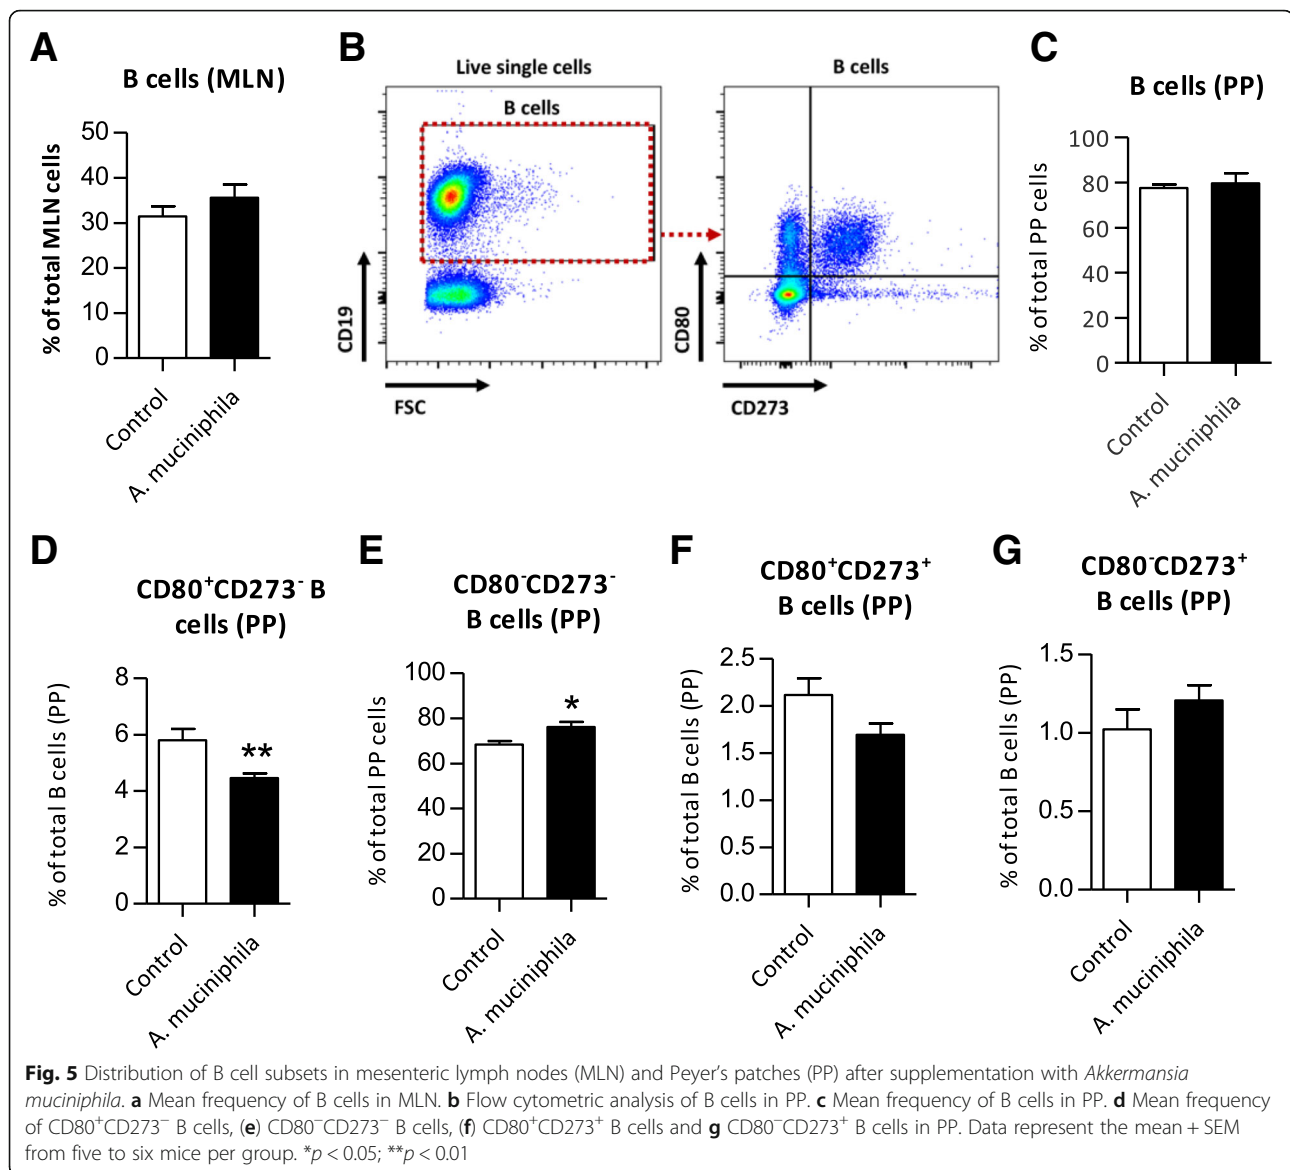 A
B cells (MLN)
% of total MLN cells
50
40
30
20
10
0
Control
A. muciniphila
B
Live single cells
B cells
CD19
FSC
B cells
CD80
CD273
C
B cells (PP)
% of total PP cells
100
80
60
40
20
0
Control
A. muciniphila
D
CD80⁺CD273⁻ B
cells (PP)
% of total B cells (PP)
8
6
4
2
0
**
Control
A. muciniphila
E
CD80⁻CD273⁻
B cells (PP)
% of total PP cells
100
80
60
40
20
0
*
Control
A. muciniphila
F
CD80⁺CD273⁺
B cells (PP)
% of total B cells (PP)
2.5
2.0
1.5
1.0
0.5
0.0
Control
A. muciniphila
G
CD80⁻CD273⁺
B cells (PP)
% of total B cells (PP)
1.5
1.0
0.5
0.0
Control
A. muciniphila
Fig. 5 Distribution of B cell subsets in mesenteric lymph nodes (MLN) and Peyer's patches (PP) after supplementation with Akkermansia
muciniphila. a Mean frequency of B cells in MLN. b Flow cytometric analysis of B cells in PP. c Mean frequency of B cells in PP. d Mean frequency
of CD80⁺CD273⁻ B cells, (e) CD80⁻CD273⁻ B cells, (f) CD80⁺CD273⁺ B cells and g CD80⁻CD273⁺ B cells in PP. Data represent the mean + SEM
from five to six mice per group. *p < 0.05; **p < 0.01